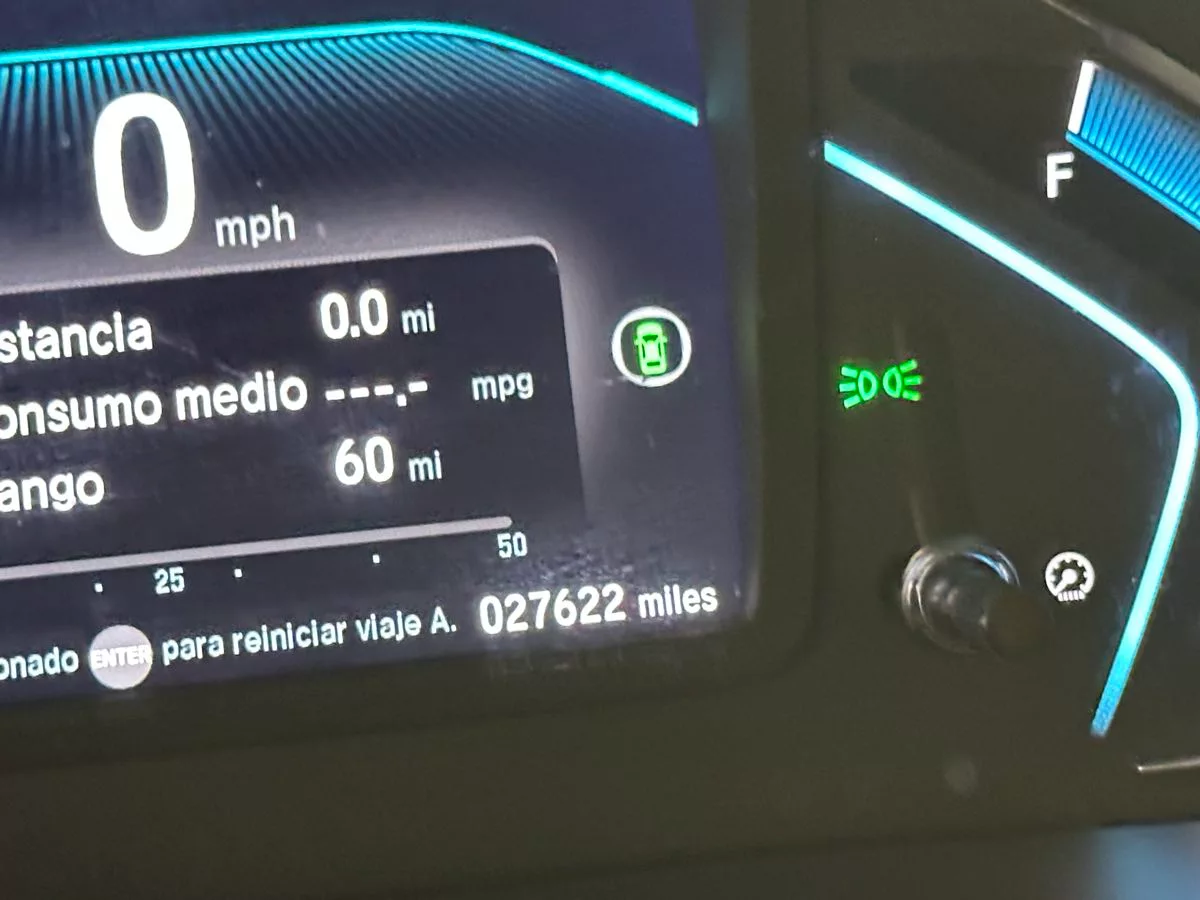 0 mph
F
stancia 0.0 mi
onsumo medio ---.- mpg
ango 60 mi
25 50
onado ENTER para reiniciar viaje A. 027622 miles